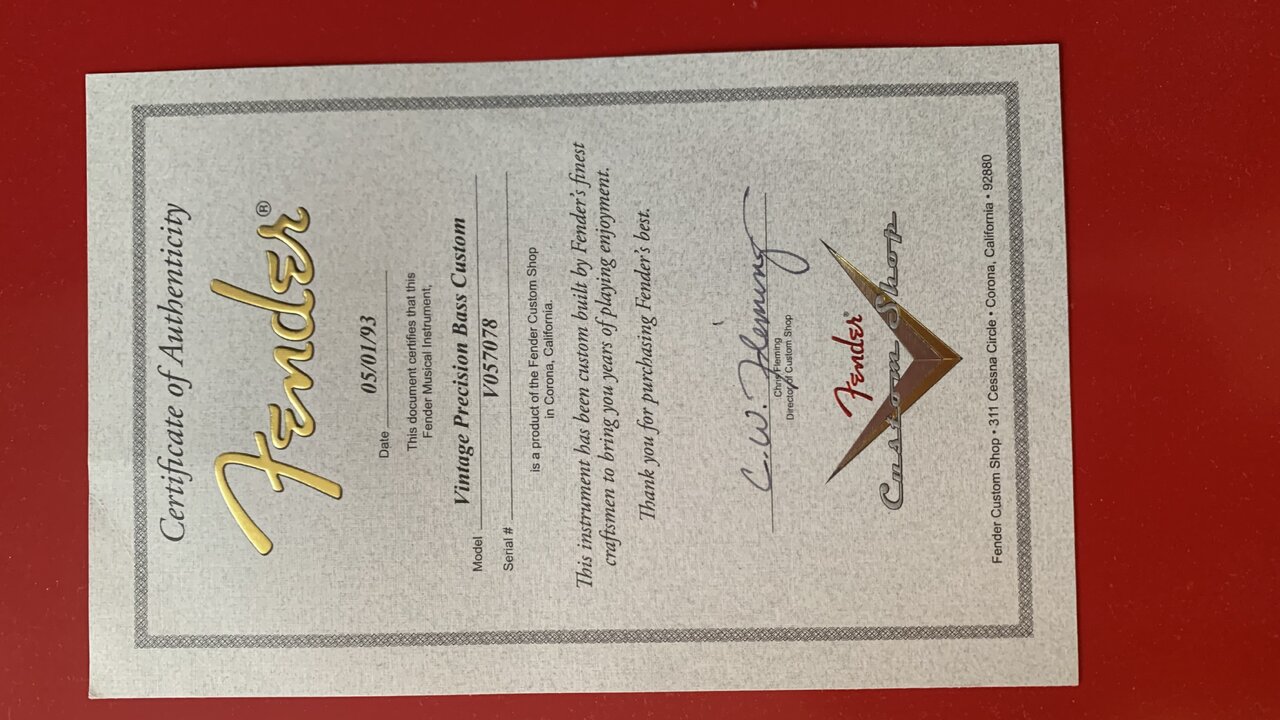 Certificate of Authenticity
Fender®
Date 05/01/93
This document certifies that this
Fender Musical Instrument,
Model Vintage Precision Bass Custom
Serial # V057078
is a product of the Fender Custom Shop
in Corona, California.
This instrument has been custom built by Fender's finest
craftsmen to bring you years of playing enjoyment.
Thank you for purchasing Fender's best.
C.W. Fleming
Chris Fleming
Director of Custom Shop
Fender®
Custom Shop
Fender Custom Shop • 311 Cessna Circle • Corona, California • 92880